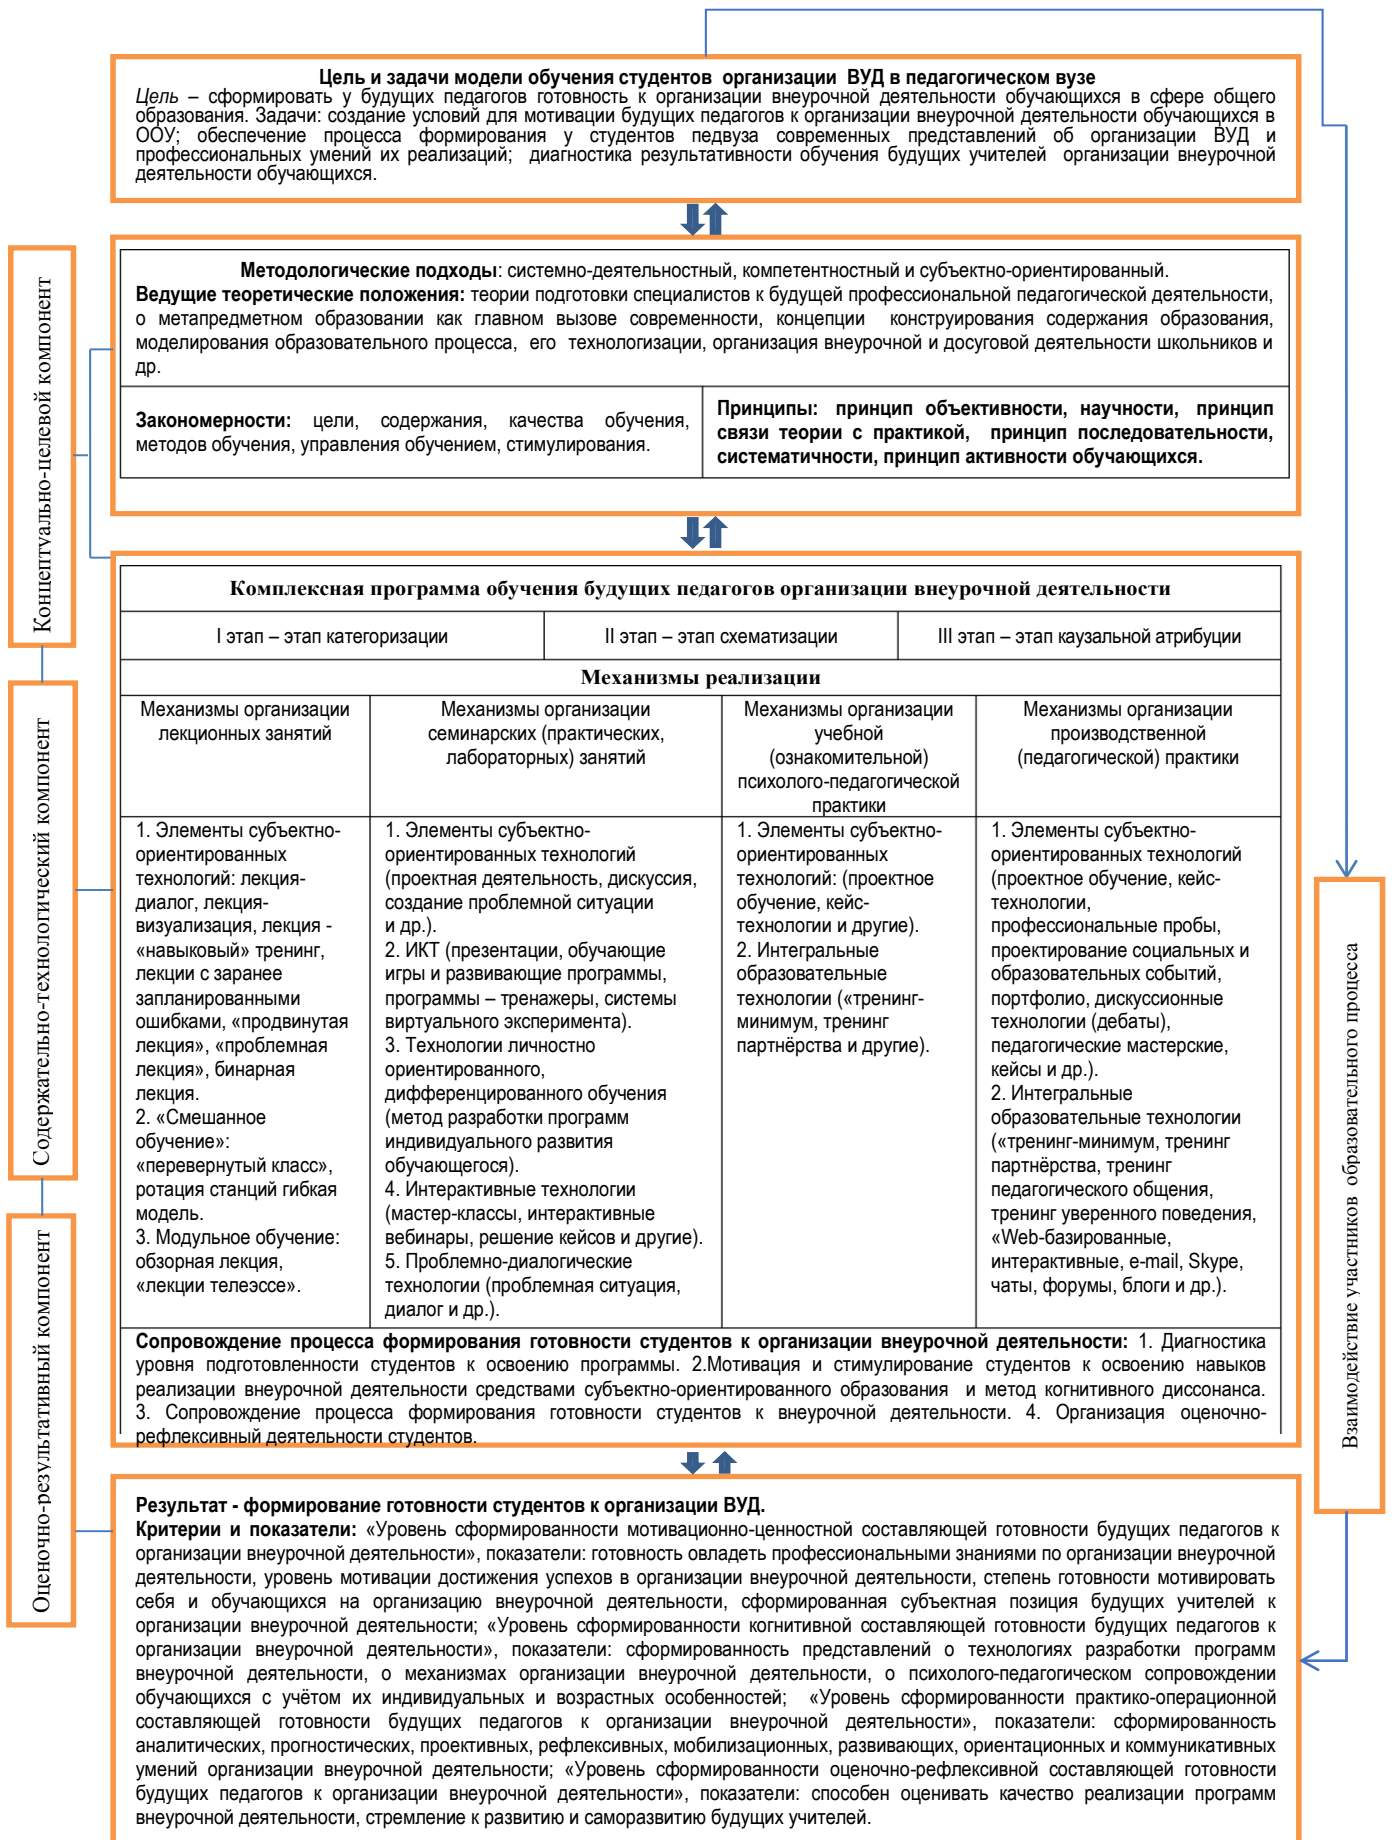 Цель и задачи модели обучения студентов организации ВУД в педагогическом вузе
Цель – сформировать у будущих педагогов готовность к организации внеурочной деятельности обучающихся в сфере общего
образования. Задачи: создание условий для мотивации будущих педагогов к организации внеурочной деятельности обучающихся в
ООУ; обеспечение процесса формирования у студентов педвуза современных представлений об организации ВУД и
профессиональных умений их реализаций; диагностика результативности обучения будущих учителей организации внеурочной
деятельности обучающихся.
Концептуально-целевой компонент
Методологические подходы: системно-деятельностный, компетентностный и субъектно-ориентированный.
Ведущие теоретические положения: теории подготовки специалистов к будущей профессиональной педагогической деятельности,
о метапредметном образовании как главном вызове современности, концепции конструирования содержания образования,
моделирования образовательного процесса, его технологизации, организация внеурочной и досуговой деятельности школьников и
др.
Закономерности: цели, содержания, качества обучения,
методов обучения, управления обучением, стимулирования.
Принципы: принцип объективности, научности, принцип
связи теории с практикой, принцип последовательности,
систематичности, принцип активности обучающихся.
Содержательно-технологический компонент
Комплексная программа обучения будущих педагогов организации внеурочной деятельности
I этап – этап категоризации
II этап – этап схематизации
III этап – этап каузальной атрибуции
Механизмы реализации
Механизмы организации
лекционных занятий
Механизмы организации
семинарских (практических,
лабораторных) занятий
Механизмы организации
учебной
(ознакомительной)
психолого-педагогической
практики
Механизмы организации
производственной
(педагогической) практики
1. Элементы субъектно-
ориентированных
технологий: лекция-
диалог, лекция-
визуализация, лекция -
«навыковый» тренинг,
лекции с заранее
запланированными
ошибками, «продвинутая
лекция», «проблемная
лекция», бинарная
лекция.
2. «Смешанное
обучение»:
«перевернутый класс»,
ротация станций гибкая
модель.
3. Модульное обучение:
обзорная лекция,
«лекции телеэссе».
1. Элементы субъектно-
ориентированных технологий
(проектная деятельность, дискуссия,
создание проблемной ситуации
и др.).
2. ИКТ (презентации, обучающие
игры и развивающие программы,
программы – тренажеры, системы
виртуального эксперимента).
3. Технологии личностно
ориентированного,
дифференцированного обучения
(метод разработки программ
индивидуального развития
обучающегося).
4. Интерактивные технологии
(мастер-классы, интерактивные
вебинары, решение кейсов и другие).
5. Проблемно-диалогические
технологии (проблемная ситуация,
диалог и др.).
1. Элементы субъектно-
ориентированных
технологий: (проектное
обучение, кейс-
технологии и другие).
2. Интегральные
образовательные
технологии («тренинг-
минимум, тренинг
партнёрства и другие).
1. Элементы субъектно-
ориентированных технологий
(проектное обучение, кейс-
технологии,
профессиональные пробы,
проектирование социальных и
образовательных событий,
портфолио, дискуссионные
технологии (дебаты),
педагогические мастерские,
кейсы и др.).
2. Интегральные
образовательные технологии
(«тренинг-минимум, тренинг
партнёрства, тренинг
педагогического общения,
тренинг уверенного поведения,
«Web-базированные,
интерактивные, e-mail, Skype,
чаты, форумы, блоги и др.).
Сопровождение процесса формирования готовности студентов к организации внеурочной деятельности: 1. Диагностика
уровня подготовленности студентов к освоению программы. 2.Мотивация и стимулирование студентов к освоению навыков
реализации внеурочной деятельности средствами субъектно-ориентированного образования и метод когнитивного диссонанса.
3. Сопровождение процесса формирования готовности студентов к внеурочной деятельности. 4. Организация оценочно-
рефлексивный деятельности студентов.
Взаимодействие участников образовательного процесса
Оценочно-результативный компонент
Результат - формирование готовности студентов к организации ВУД.
Критерии и показатели: «Уровень сформированности мотивационно-ценностной составляющей готовности будущих педагогов к
организации внеурочной деятельности», показатели: готовность овладеть профессиональными знаниями по организации внеурочной
деятельности, уровень мотивации достижения успехов в организации внеурочной деятельности, степень готовности мотивировать
себя и обучающихся на организацию внеурочной деятельности, сформированная субъектная позиция будущих учителей к
организации внеурочной деятельности; «Уровень сформированности когнитивной составляющей готовности будущих педагогов к
организации внеурочной деятельности», показатели: сформированность представлений о технологиях разработки программ
внеурочной деятельности, о механизмах организации внеурочной деятельности, о психолого-педагогическом сопровождении
обучающихся с учётом их индивидуальных и возрастных особенностей; «Уровень сформированности практико-операционной
составляющей готовности будущих педагогов к организации внеурочной деятельности», показатели: сформированность
аналитических, прогностических, проективных, рефлексивных, мобилизационных, развивающих, ориентационных и коммуникативных
умений организации внеурочной деятельности; «Уровень сформированности оценочно-рефлексивной составляющей готовности
будущих педагогов к организации внеурочной деятельности», показатели: способен оценивать качество реализации программ
внеурочной деятельности, стремление к развитию и саморазвитию будущих учителей.